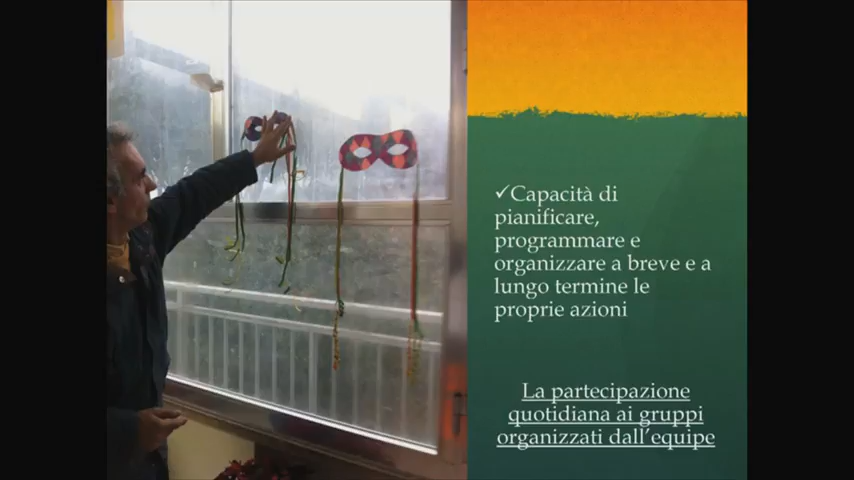 ✓Capacità di
pianificare,
programmare e
organizzare a breve e a
lungo termine le
proprie azioni
La partecipazione
quotidiana ai gruppi
organizzati dall'equipe